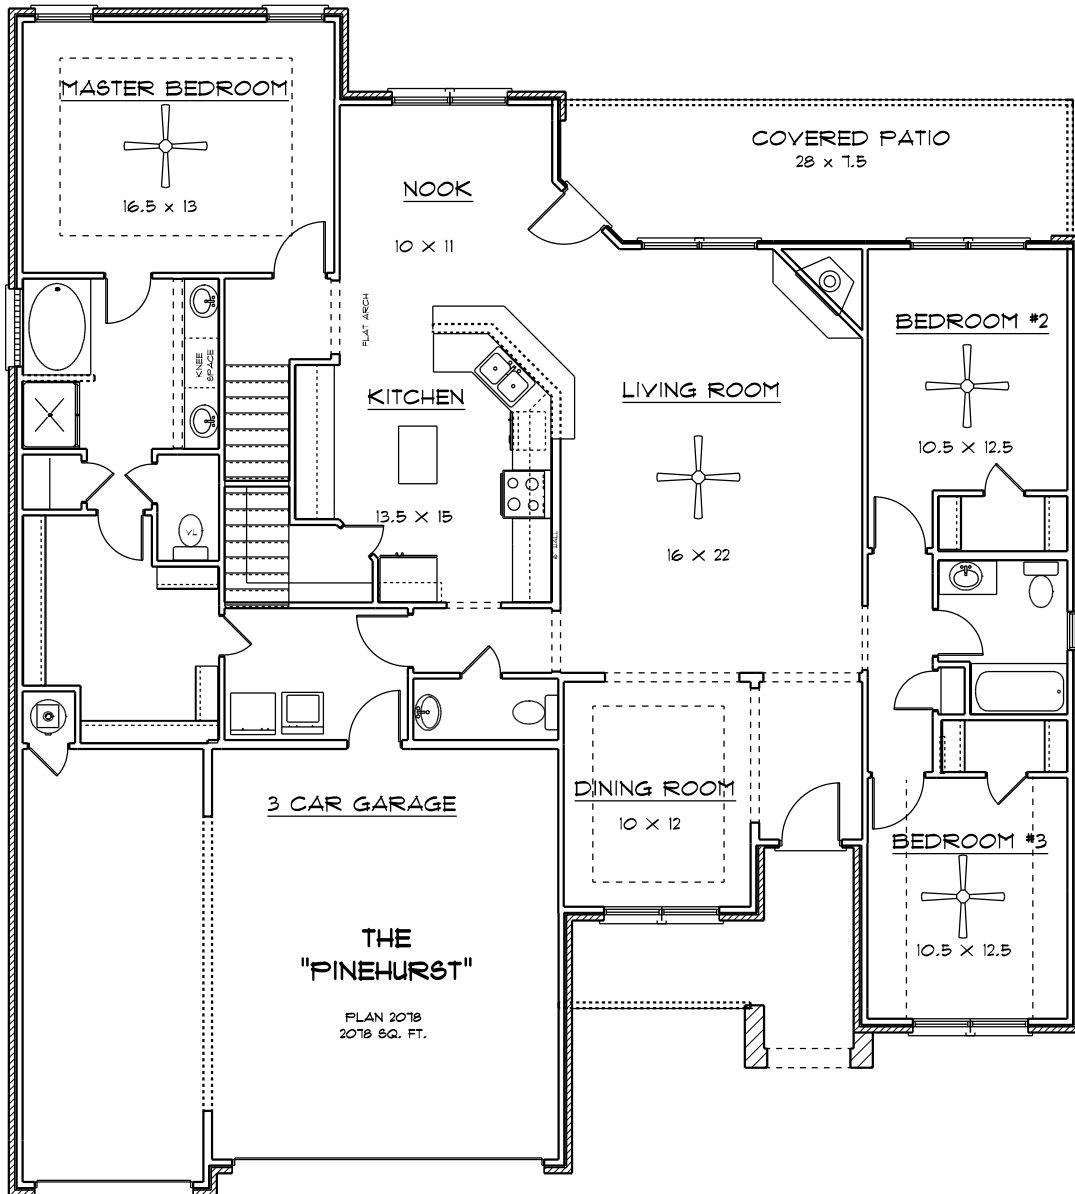 MASTER BEDROOM
16.5 x 13
COVERED PATIO
28 x 7.5
NOOK
10 X 11
FLAT ARCH
KNEE
SPACE
BEDROOM #2
10.5 X 12.5
KITCHEN
13.5 X 15
LIVING ROOM
16 X 22
VL
6' WALL
3 CAR GARAGE
DINING ROOM
10 X 12
BEDROOM #3
10.5 X 12.5
THE
"PINEHURST"
PLAN 2078
2078 SQ. FT.